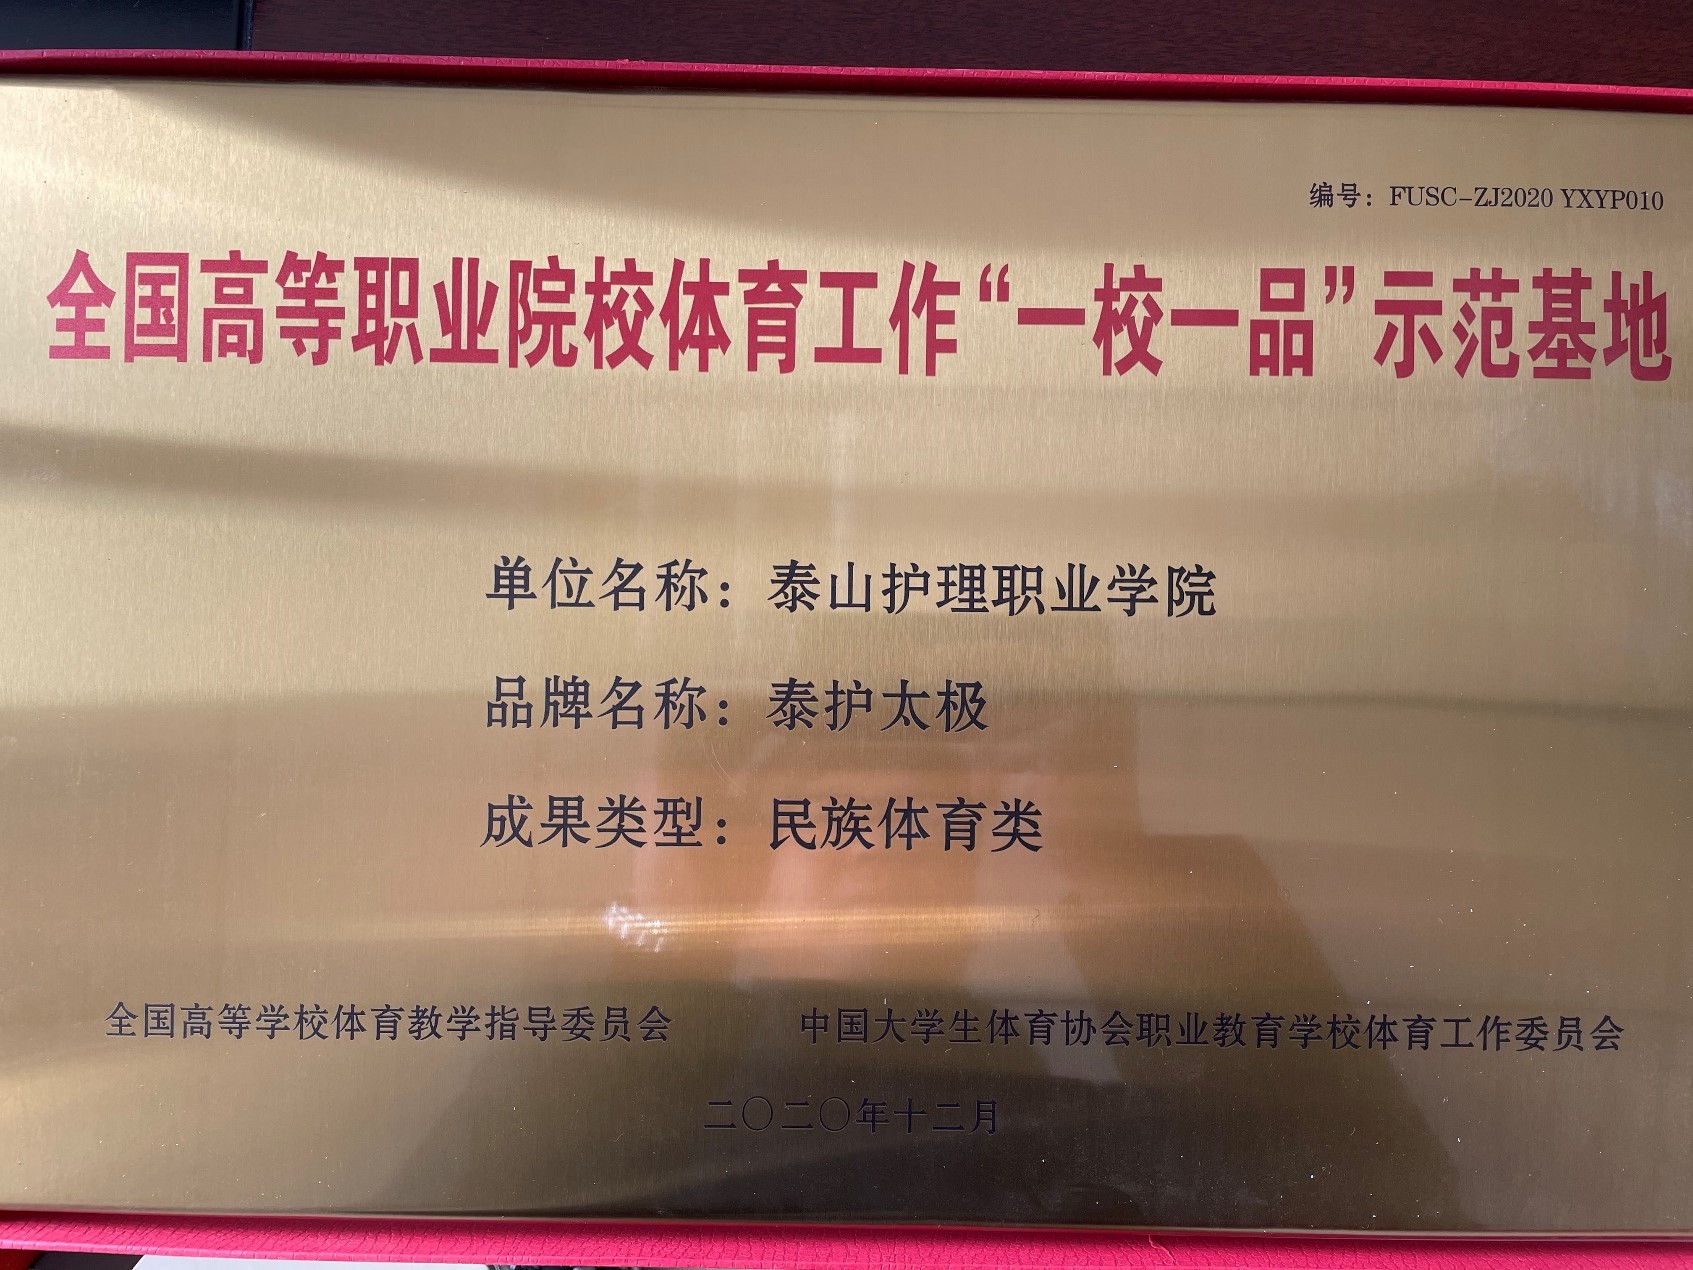 编号：FUSC-ZJ2020 YXYP010
全国高等职业院校体育工作“一校一品”示范基地
单位名称：泰山护理职业学院
品牌名称：泰护太极
成果类型：民族体育类
全国高等学校体育教学指导委员会 中国大学生体育协会职业教育学校体育工作委员会
二〇二〇年十二月